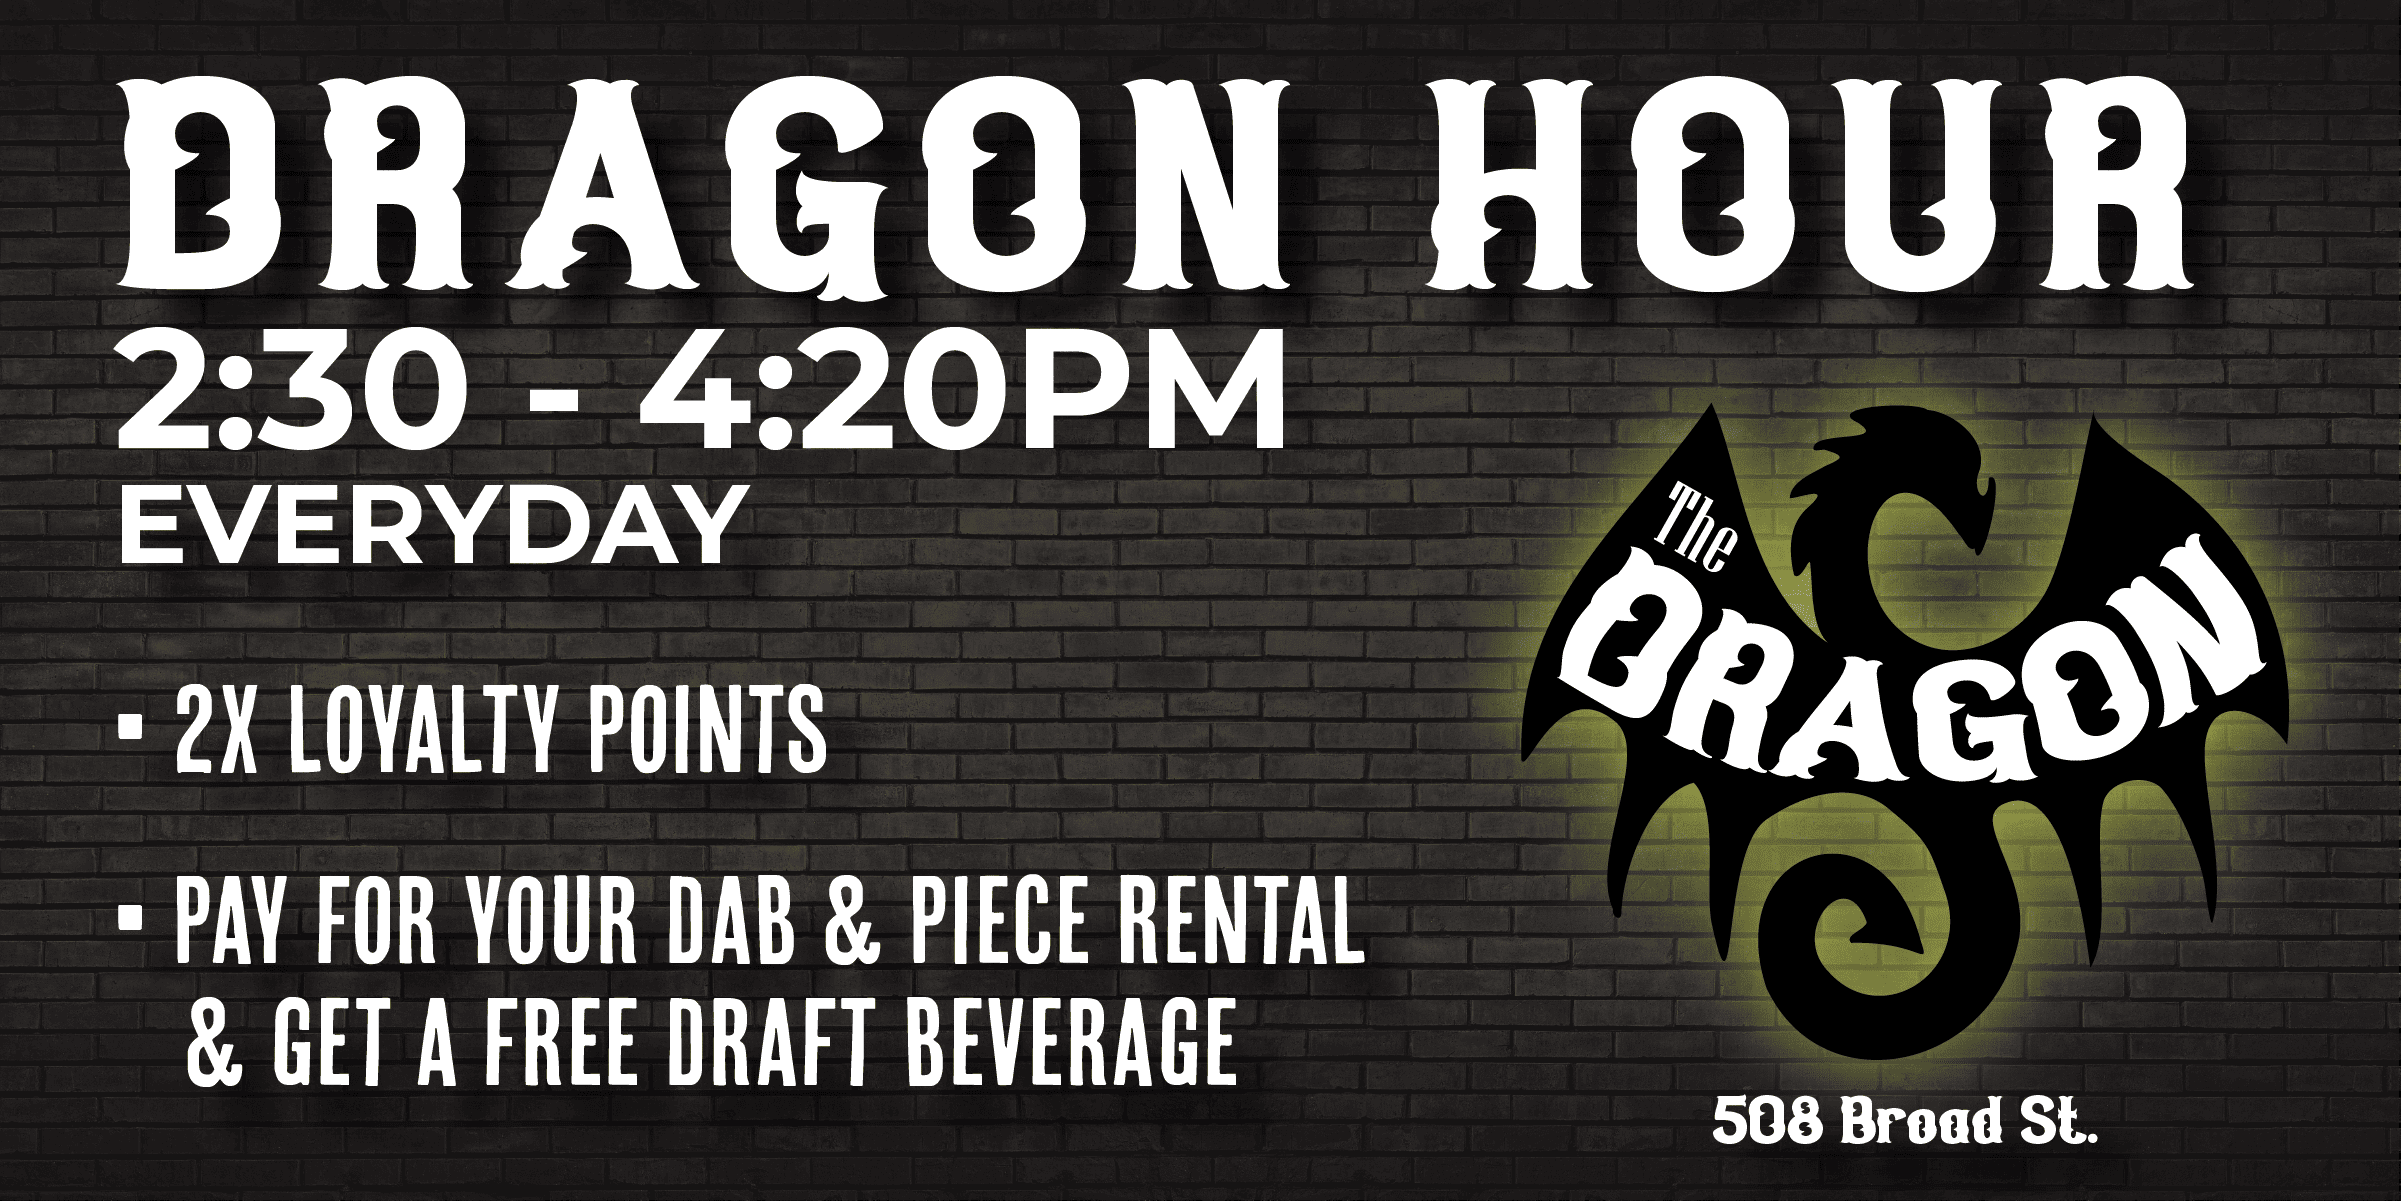 DRAGON HOUR
2:30 - 4:20PM
EVERYDAY
▪ 2X LOYALTY POINTS
▪ PAY FOR YOUR DAB & PIECE RENTAL
& GET A FREE DRAFT BEVERAGE
The
DRAGON
508 Broad St.